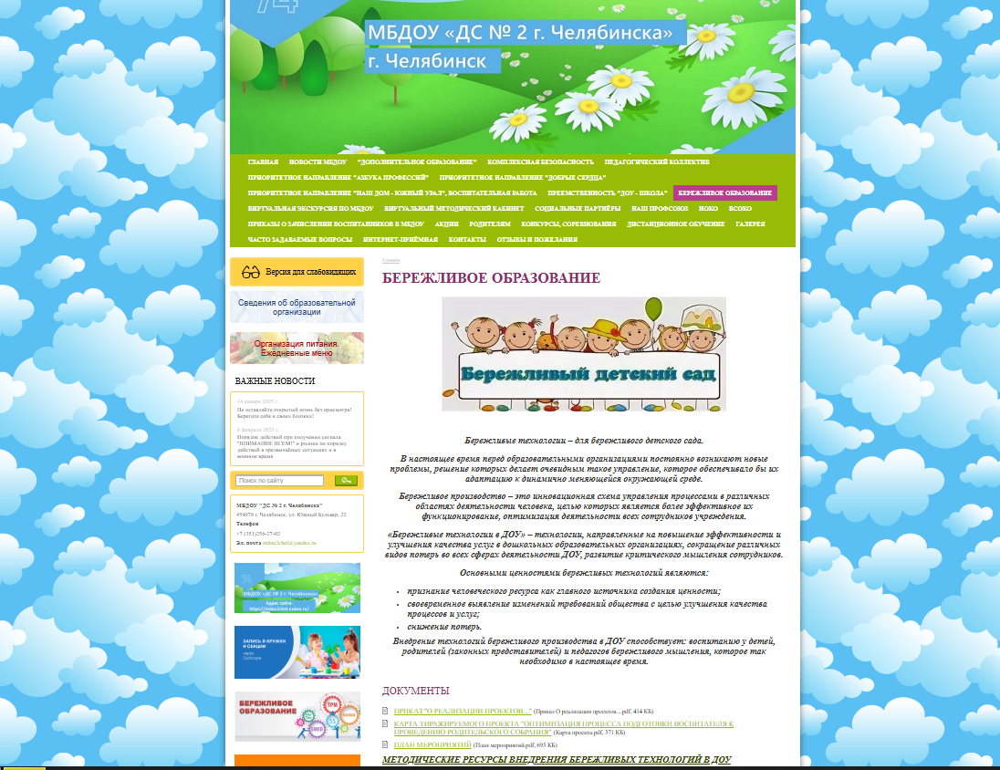 74
МБДОУ «ДС № 2 г. Челябинска»
г. Челябинск
ГЛАВНАЯ НОВОСТИ МБДОУ "ДОПОЛНИТЕЛЬНОЕ ОБРАЗОВАНИЕ" КОМПЛЕКСНАЯ БЕЗОПАСНОСТЬ ПЕДАГОГИЧЕСКИЙ КОЛЛЕКТИВ
ПРИОРИТЕТНОЕ НАПРАВЛЕНИЕ "АЗБУКА ПРОФЕССИЙ" ПРИОРИТЕТНОЕ НАПРАВЛЕНИЕ "ДОБРЫЕ СЕРДЦА"
ПРИОРИТЕТНОЕ НАПРАВЛЕНИЕ "НАШ ДОМ - ЮЖНЫЙ УРАЛ", ВОСПИТАТЕЛЬНАЯ РАБОТА ПРЕЕМСТВЕННОСТЬ "ДОУ - ШКОЛА" БЕРЕЖЛИВОЕ ОБРАЗОВАНИЕ
ВИРТУАЛЬНАЯ ЭКСКУРСИЯ ПО МБДОУ ВИРТУАЛЬНЫЙ МЕТОДИЧЕСКИЙ КАБИНЕТ СОЦИАЛЬНЫЕ ПАРТНЁРЫ НАШ ПРОФСОЮЗ НОКО ВСОКО
ПРИКАЗЫ О ЗАЧИСЛЕНИИ ВОСПИТАННИКОВ В МБДОУ АКЦИИ РОДИТЕЛЯМ КОНКУРСЫ, СОРЕВНОВАНИЯ ДИСТАНЦИОННОЕ ОБУЧЕНИЕ ГАЛЕРЕЯ
ЧАСТО ЗАДАВАЕМЫЕ ВОПРОСЫ ИНТЕРНЕТ-ПРИЁМНАЯ КОНТАКТЫ ОТЗЫВЫ И ПОЖЕЛАНИЯ
Версия для слабовидящих
Сведения об образовательной
организации
Организация питания.
Ежедневные меню
ВАЖНЫЕ НОВОСТИ
Не оставляйте открытый огонь без присмотра!
Берегите себя и своих близких!
6 февраля 2023 г.
Порядок действий при получении сигнала
"ВНИМАНИЕ ВСЕМ!" и ролики по порядку
действий в чрезвычайных ситуациях и в
военное время
Поиск по сайту
МБДОУ "ДС № 2 г. Челябинска"
454078 г. Челябинск, ул. Южный Бульвар, 22
Телефон
+7 (351)256-27-02
Эл. почта
МБДОУ «ДС № 2 г. Челябинска»
Адрес сайта:
ЗАПИСЬ В КРУЖКИ
И СЕКЦИИ
БЕРЕЖЛИВОЕ
ОБРАЗОВАНИЕ
TPM
5S
Главная
БЕРЕЖЛИВОЕ ОБРАЗОВАНИЕ
Бережливый детский сад
Бережливые технологии – для бережливого детского сада.
В настоящее время перед образовательными организациями постоянно возникают новые
проблемы, решение которых делает очевидным такое управление, которое обеспечивало бы их
адаптацию к динамично меняющейся окружающей среде.
Бережливое производство – это инновационная схема управления процессами в различных
областях деятельности человека, целью которых является более эффективное их
функционирование, оптимизация деятельности всех сотрудников учреждения.
«Бережливые технологии в ДОУ» – технологии, направленные на повышение эффективности и
улучшения качества услуг в дошкольных образовательных организациях, сокращение различных
видов потерь во всех сферах деятельности ДОУ, развитие критического мышления сотрудников.
Основными ценностями бережливых технологий являются:
• признание человеческого ресурса как главного источника создания ценности;
• своевременное выявление изменений требований общества с целью улучшения качества
процессов и услуг;
• снижение потерь.
Внедрение технологий бережливого производства в ДОУ способствует: воспитанию у детей,
родителей (законных представителей) и педагогов бережливого мышления, которое так
необходимо в настоящее время.
ДОКУМЕНТЫ
ПРИКАЗ "О РЕАЛИЗАЦИИ ПРОЕКТОВ..." (Приказ О реализации проектов....pdf, 414 КБ)
КАРТА ТИРАЖИРУЕМОГО ПРОЕКТА "ОПТИМИЗАЦИЯ ПРОЦЕССА ПОДГОТОВКИ ВОСПИТАТЕЛЯ К
ПРОВЕДЕНИЮ РОДИТЕЛЬСКОГО СОБРАНИЯ" (Карта проекта.pdf, 371 КБ)
ПЛАН МЕРОПРИЯТИЙ (План мероприятий.pdf, 695 КБ)
МЕТОДИЧЕСКИЕ РЕСУРСЫ ВНЕДРЕНИЯ БЕРЕЖЛИВЫХ ТЕХНОЛОГИЙ В ДОУ